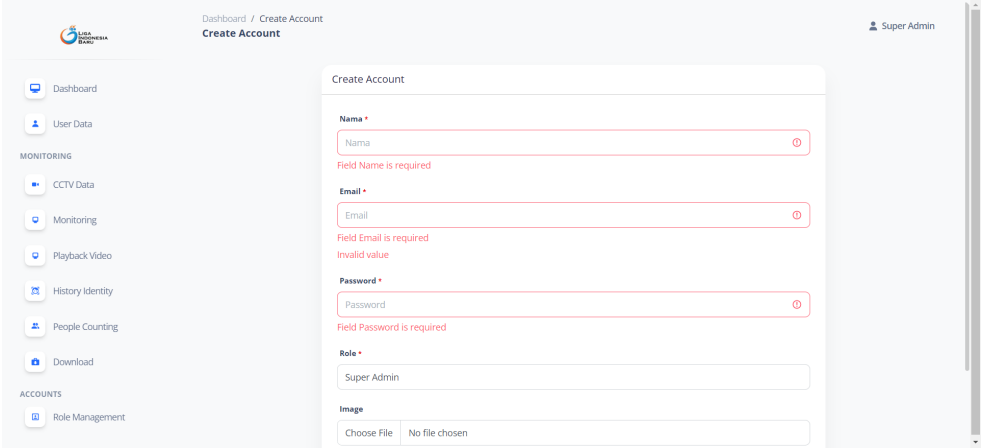 LIGA
INDONESIA
BARU
Dashboard / Create Account
Create Account
Super Admin
Dashboard
User Data
MONITORING
CCTV Data
Monitoring
Playback Video
History Identity
People Counting
Download
ACCOUNTS
Role Management
Create Account
Nama *
Nama
Field Name is required
Email *
Email
Field Email is required
Invalid value
Password *
Password
Field Password is required
Role *
Super Admin
Image
Choose File No file chosen